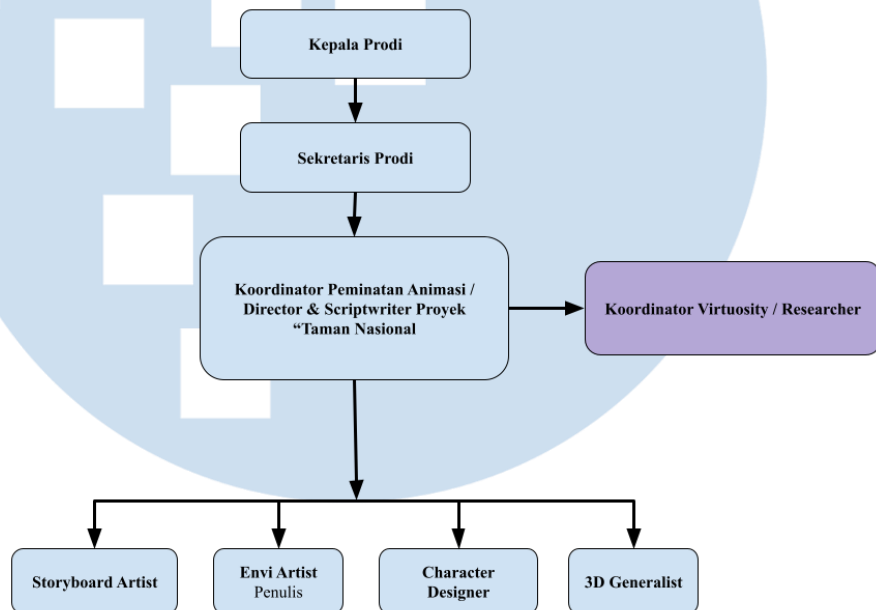 Kepala Prodi
Sekretaris Prodi
Koordinator Peminatan Animasi /
Director & Scriptwriter Proyek
“Taman Nasional
Koordinator Virtuosity / Researcher
Storyboard Artist
Envi Artist
Penulis
Character
Designer
3D Generalist